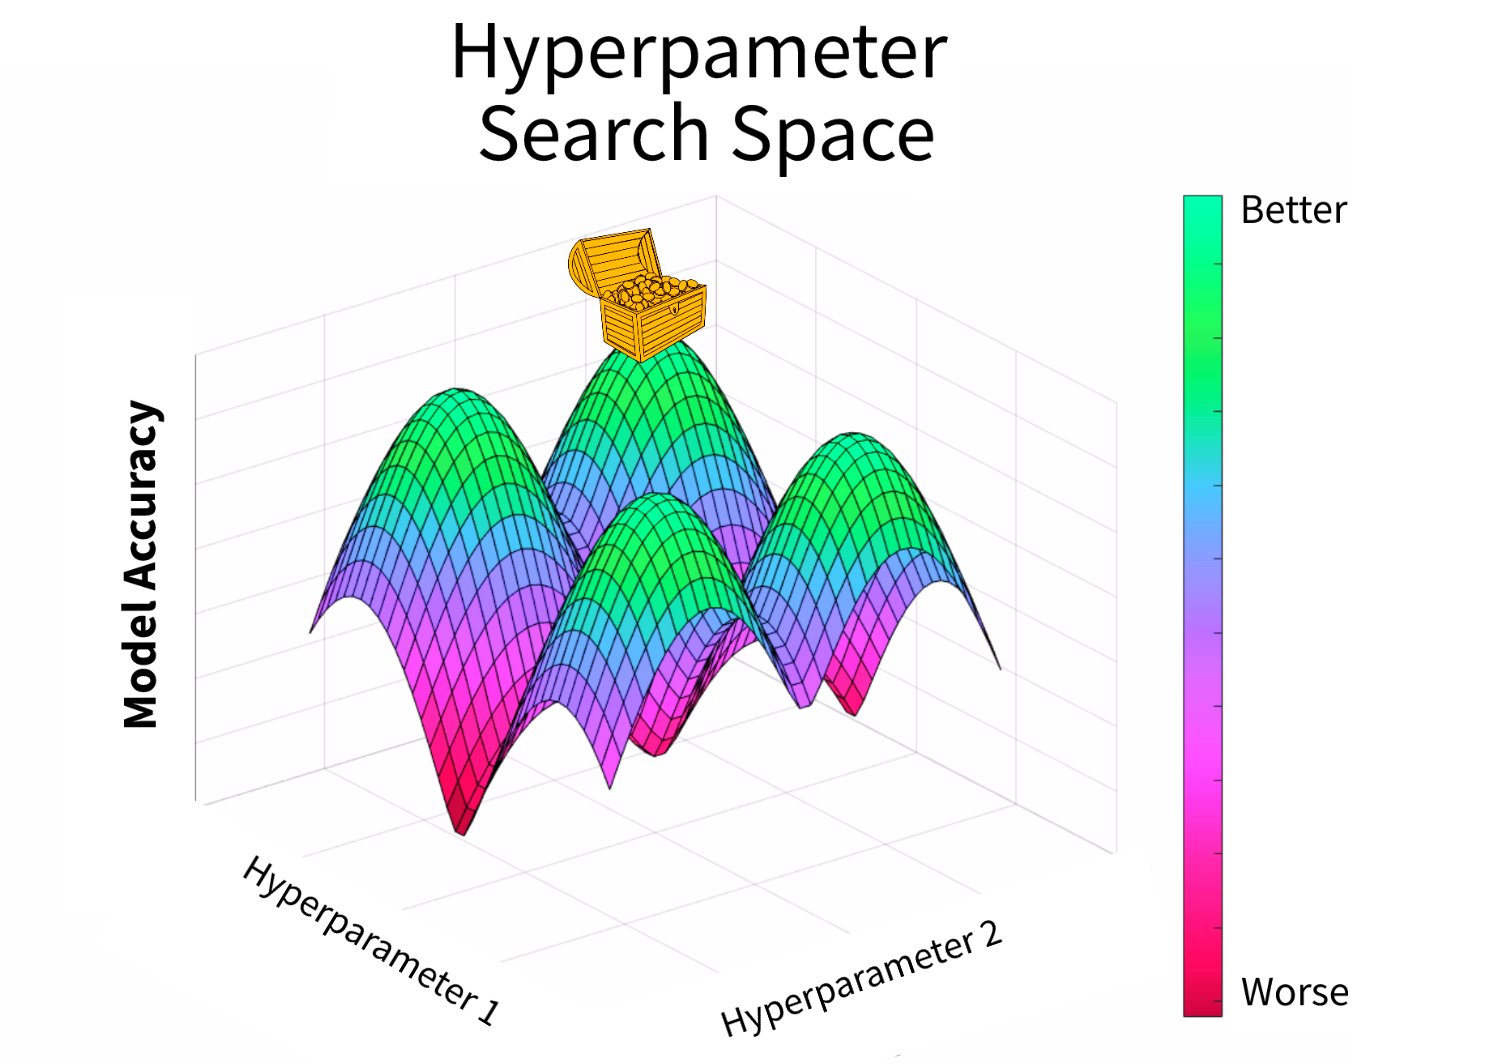 Hyperpameter
Search Space
Better
Model Accuracy
Worse
Hyperparameter 1
Hyperparameter 2